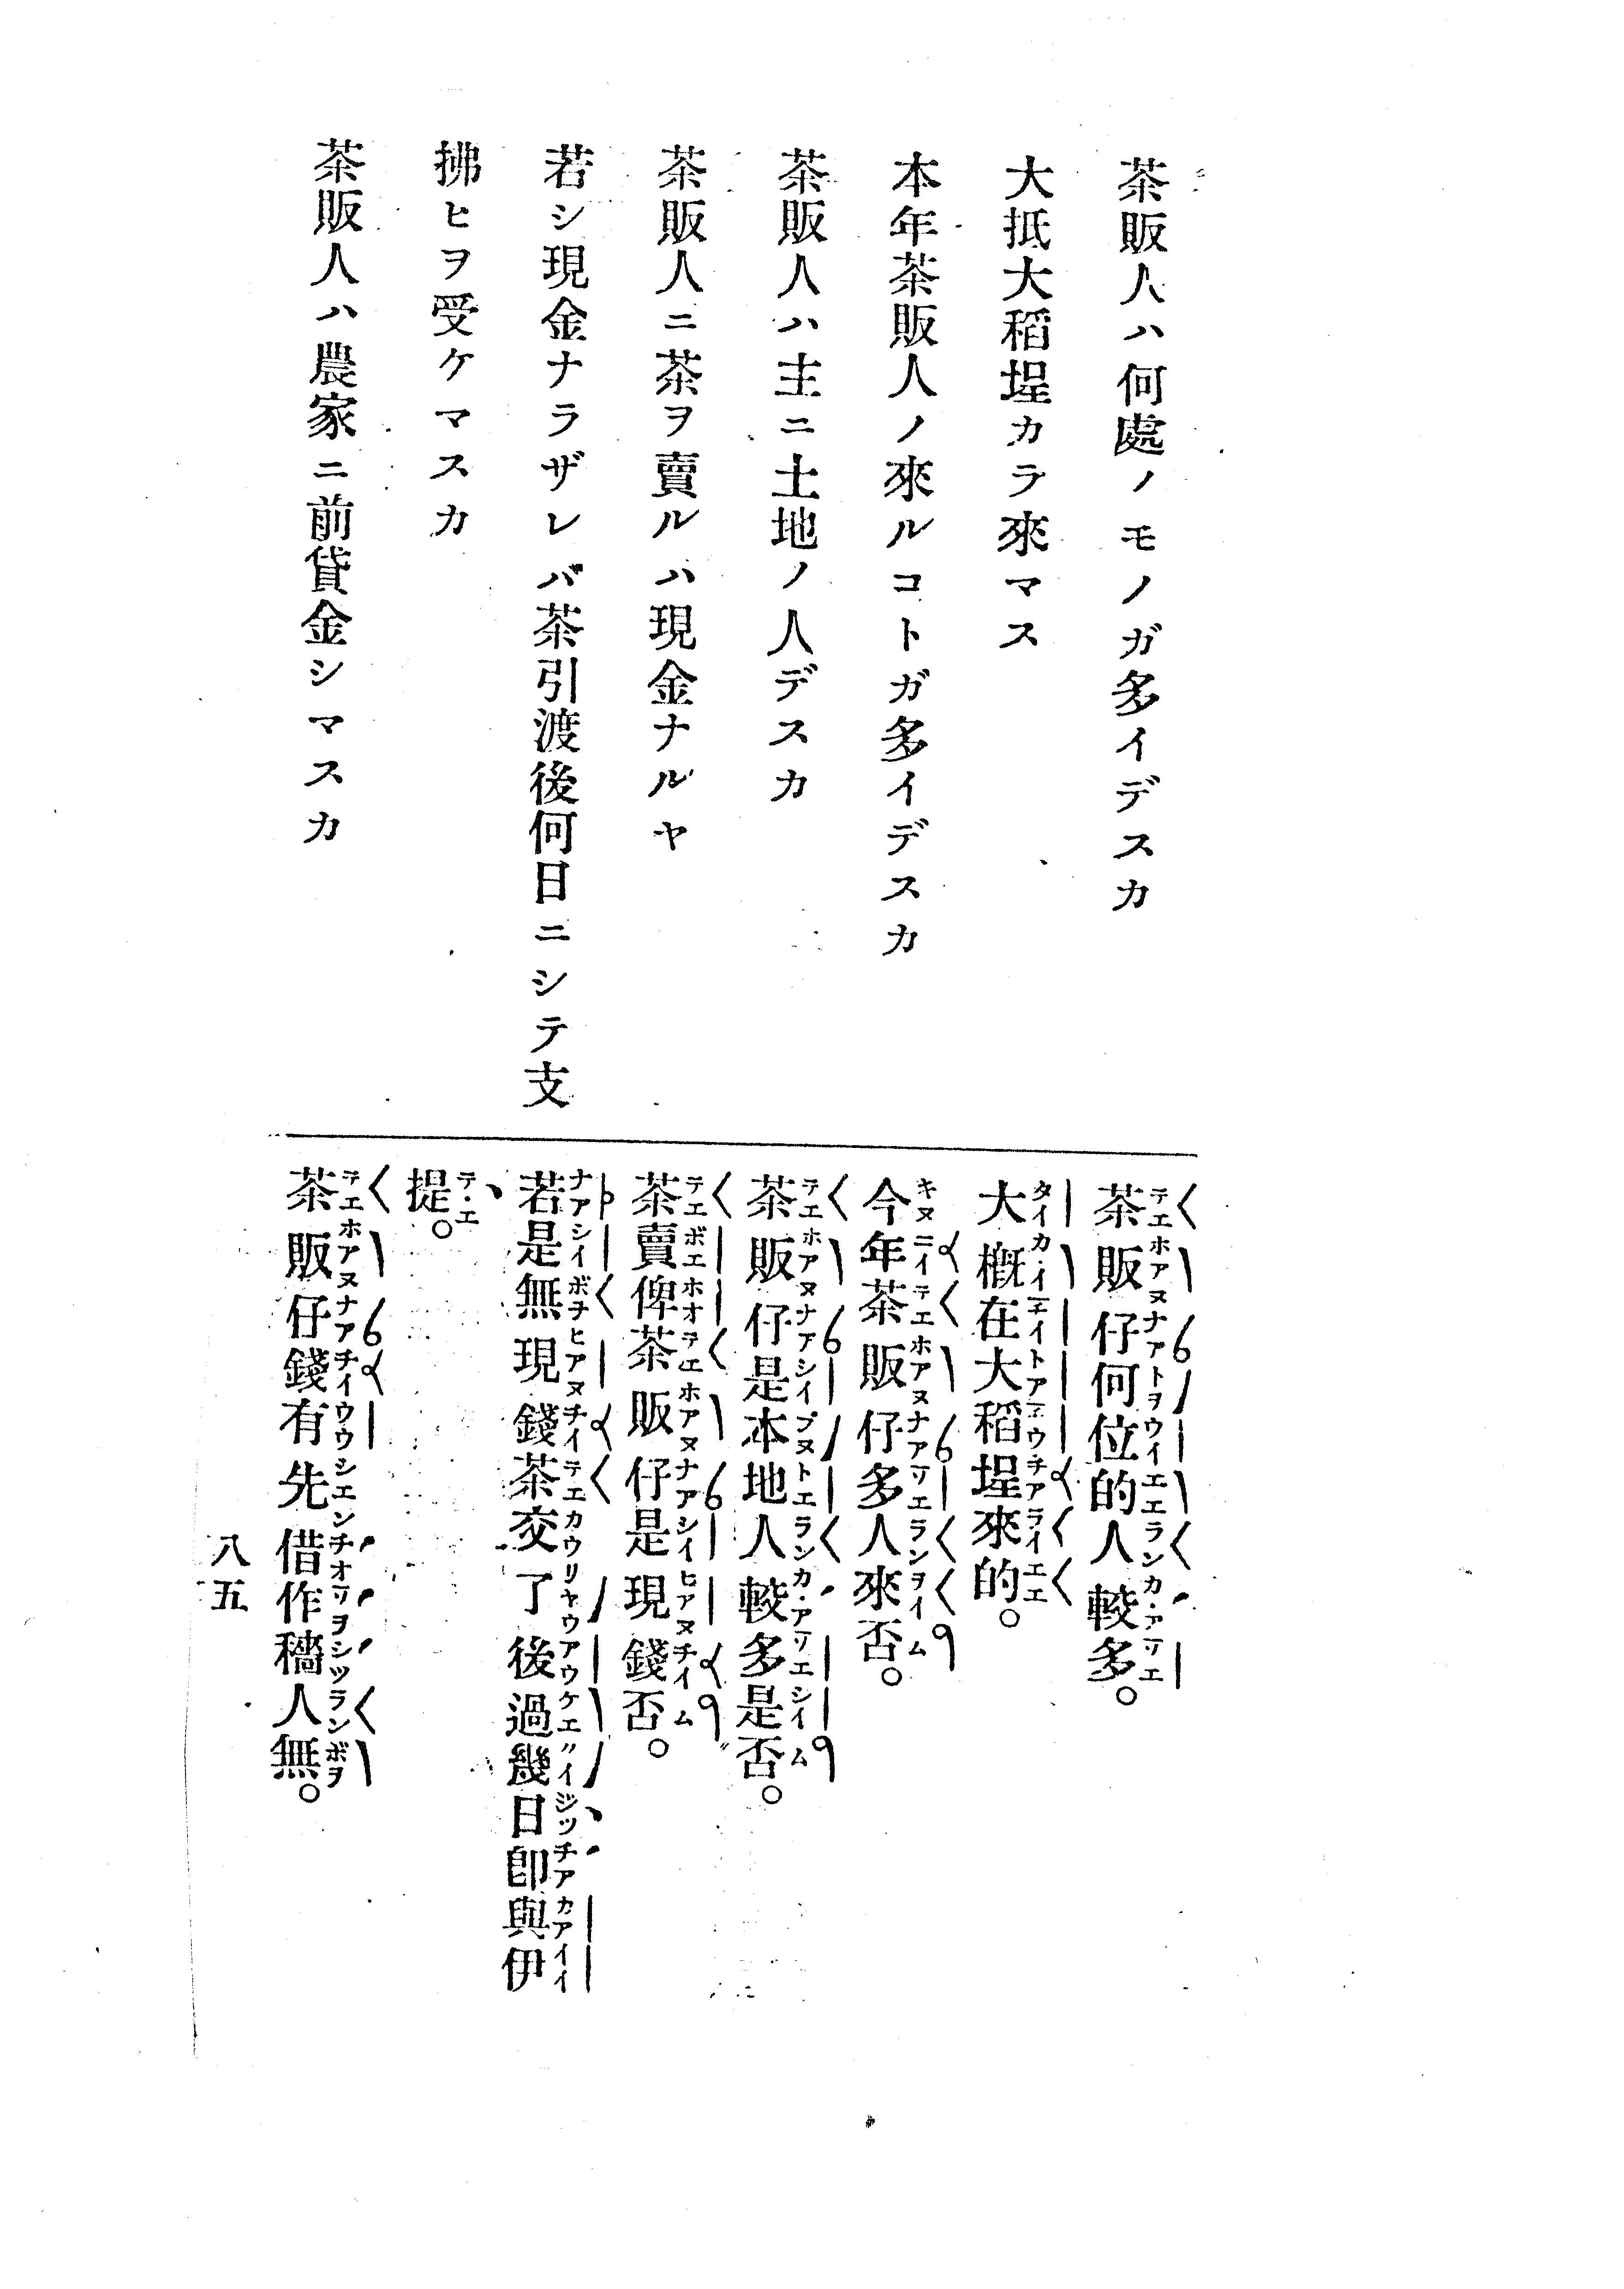 茶販人ハ何處ノモノガ多イデスカ
大抵大稻埕カラ來マス
本年茶販人ノ來ルコトガ多イデスカ
茶販人ハ主ニ土地ノ人デスカ
茶販人ニ茶ヲ賣ルハ現金ナルヤ
若シ現金ナラザレバ茶引渡後何日ニシテ支
拂ヒヲ受ケマスカ
茶販人ハ農家ニ前貸金シマスカ
茶販仔何位的人較多。
大概在大稻埕來的。
今年茶販仔多人來否。
茶販仔是本地人較多是否。
茶賣俾茶販仔是現錢否。
若是無現錢茶交了後過幾日卽與伊
提。
茶販仔錢有先借作穡人無。
八五